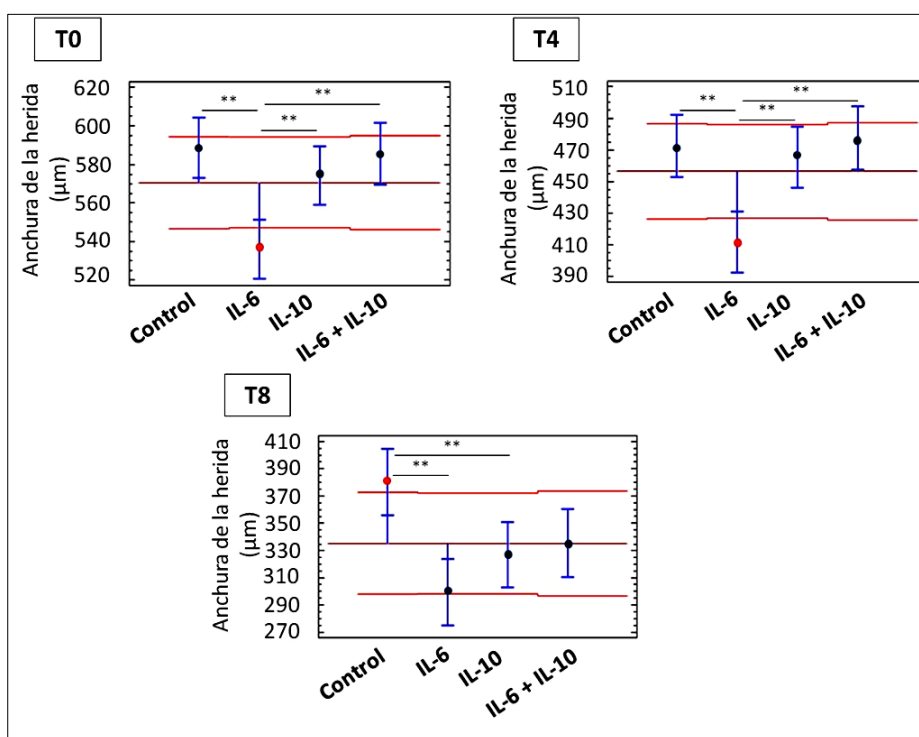 T0
Anchura de la herida
(µm)
620
600
580
560
540
520
**
**
**
Control
IL-6
IL-10
IL-6 + IL-10
T4
Anchura de la herida
(µm)
510
490
470
450
430
410
390
**
**
**
Control
IL-6
IL-10
IL-6 + IL-10
T8
Anchura de la herida
(µm)
410
370
350
330
310
290
270
**
**
Control
IL-6
IL-10
IL-6 + IL-10